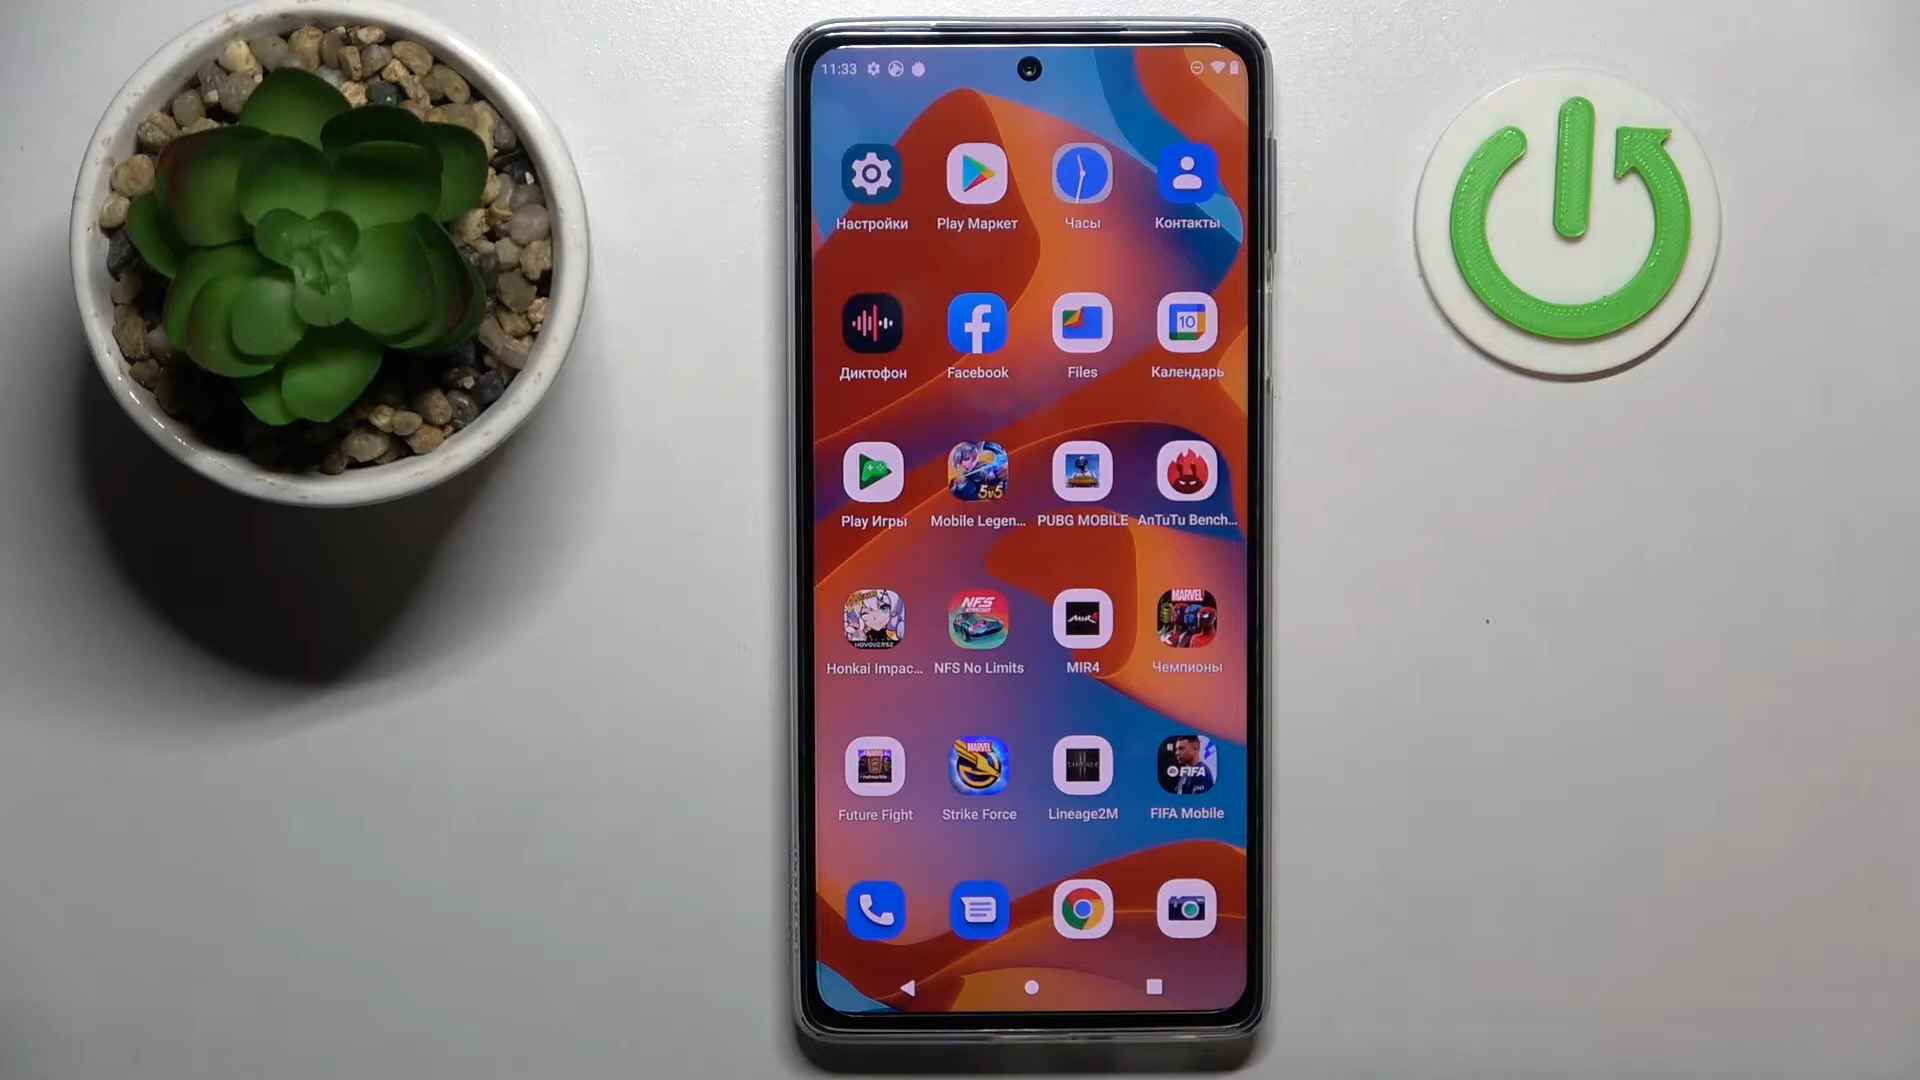 11:33
Настройки Play Маркет Часы Контакты
10
Диктофон Facebook Files Календарь
5v5
Play Игры Mobile Legen... PUBG MOBILE AnTuTu Bench...
NFS MARVEL
HOYOVERSE
Honkai Impac... NFS No Limits MIR4 Чемпионы
MARVEL
FIFA
Future Fight Strike Force Lineage2M FIFA Mobile